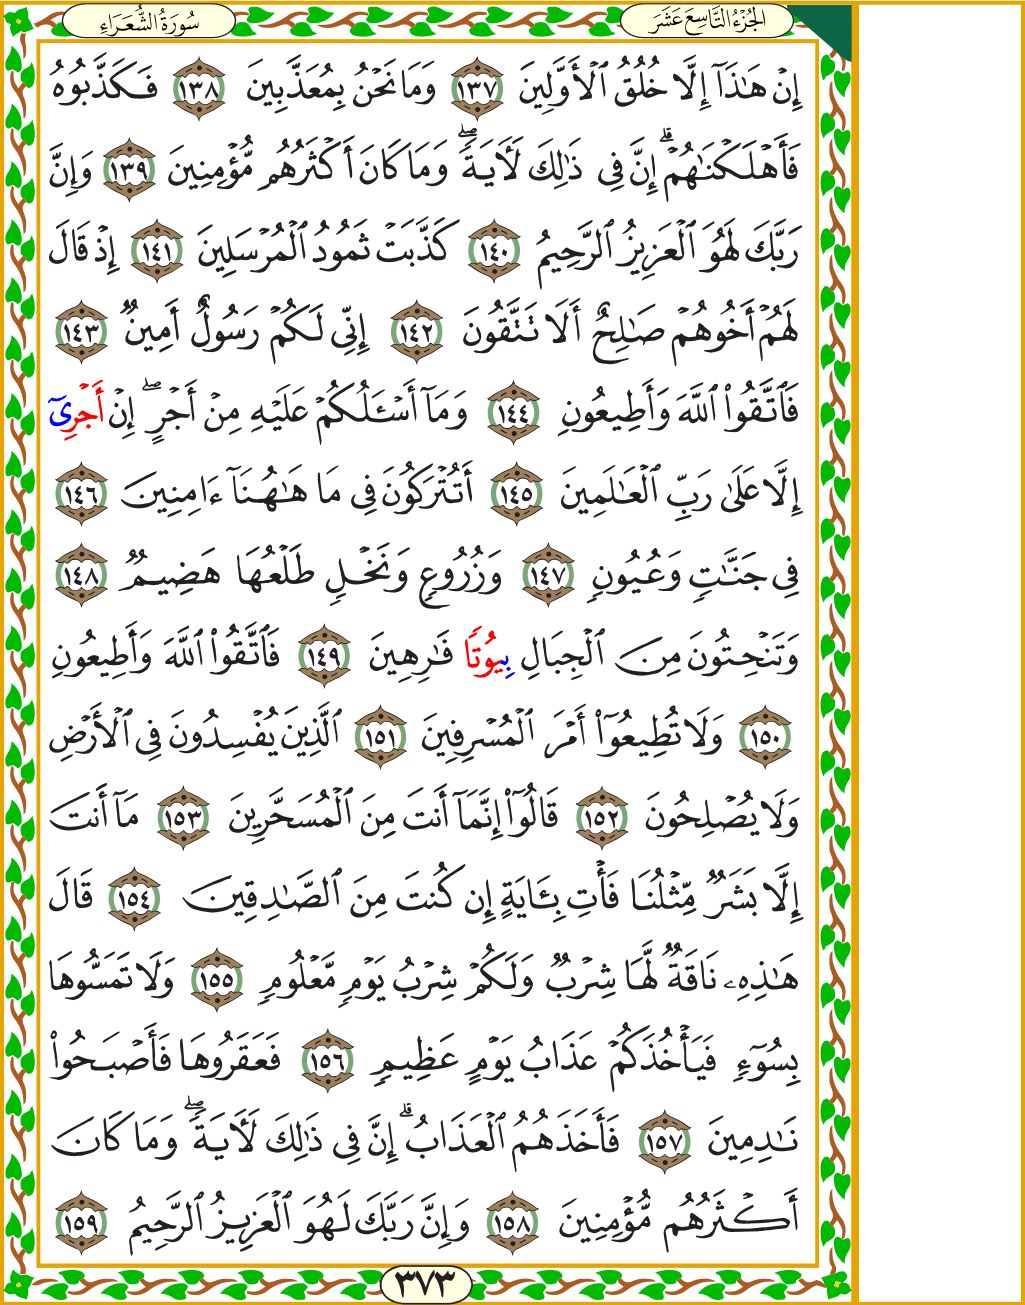 الجُزْءُ التَّاسِعَ عَشَرَ
سُورَةُ الشُّعَرَاءِ
إِنْ هَـٰذَآ إِلَّا خُلُقُ ٱلْأَوَّلِينَ ١٣٧ وَمَا نَحْنُ بِمُعَذَّبِينَ ١٣٨ فَكَذَّبُوهُ
فَأَهْلَكْنَـٰهُمْ ۗ إِنَّ فِى ذَٰلِكَ لَـَٔايَةً ۖ وَمَا كَانَ أَكْثَرُهُم مُّؤْمِنِينَ ١٣٩ وَإِنَّ
رَبَّكَ لَهُوَ ٱلْعَزِيزُ ٱلرَّحِيمُ ١٤٠ كَذَّبَتْ ثَمُودُ ٱلْمُرْسَلِينَ ١٤١ إِذْ قَالَ
لَهُمْ أَخُوهُمْ صَـٰلِحٌ أَلَا تَتَّقُونَ ١٤٢ إِنِّى لَكُمْ رَسُولٌ أَمِينٌ ١٤٣
فَٱتَّقُوا۟ ٱللَّهَ وَأَطِيعُونِ ١٤٤ وَمَآ أَسْـَٔلُكُمْ عَلَيْهِ مِنْ أَجْرٍ ۖ إِنْ أَجْرِىٓ
إِلَّا عَلَىٰ رَبِّ ٱلْعَـٰلَمِينَ ١٤٥ أَتُتْرَكُونَ فِى مَا هَـٰهُنَآ ءَامِنِينَ ١٤٦
فِى جَنَّـٰتٍ وَعُيُونٍ ١٤٧ وَزُرُوعٍ وَنَخْلٍ طَلْعُهَا هَضِيمٌ ١٤٨
وَتَنْحِتُونَ مِنَ ٱلْجِبَالِ بِيُوتًا فَـٰرِهِينَ ١٤٩ فَٱتَّقُوا۟ ٱللَّهَ وَأَطِيعُونِ
١٥٠ وَلَا تُطِيعُوٓا۟ أَمْرَ ٱلْمُسْرِفِينَ ١٥١ ٱلَّذِينَ يُفْسِدُونَ فِى ٱلْأَرْضِ
وَلَا يُصْلِحُونَ ١٥٢ قَالُوٓا۟ إِنَّمَآ أَنتَ مِنَ ٱلْمُسَحَّرِينَ ١٥٣ مَآ أَنتَ
إِلَّا بَشَرٌ مِّثْلُنَا فَأْتِ بِـَٔايَةٍ إِن كُنتَ مِنَ ٱلصَّـٰدِقِينَ ١٥٤ قَالَ
هَـٰذِهِۦ نَاقَةٌ لَّهَا شِرْبٌ وَلَكُمْ شِرْبُ يَوْمٍ مَّعْلُومٍ ١٥٥ وَلَا تَمَسُّوهَا
بِسُوٓءٍ فَيَأْخُذَكُمْ عَذَابُ يَوْمٍ عَظِيمٍ ١٥٦ فَعَقَرُوهَا فَأَصْبَحُوا۟
نَـٰدِمِينَ ١٥٧ فَأَخَذَهُمُ ٱلْعَذَابُ ۗ إِنَّ فِى ذَٰلِكَ لَـَٔايَةً ۖ وَمَا كَانَ
أَكْثَرُهُم مُّؤْمِنِينَ ١٥٨ وَإِنَّ رَبَّكَ لَهُوَ ٱلْعَزِيزُ ٱلرَّحِيمُ ١٥٩
٣٧٣